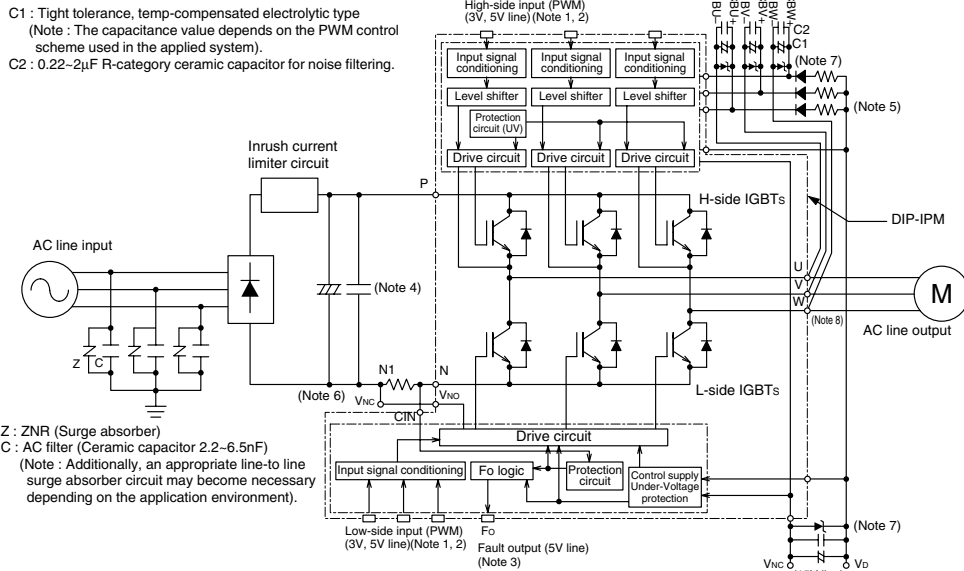 C1 : Tight tolerance, temp-compensated electrolytic type
(Note : The capacitance value depends on the PWM control
scheme used in the applied system).
C2 : 0.22~2μF R-category ceramic capacitor for noise filtering.
High-side input (PWM)
(3V, 5V line) (Note 1, 2)
C2
C1
(Note 7)
(Note 5)
Input signal
conditioning
Input signal
conditioning
Input signal
conditioning
Level shifter
Level shifter
Level shifter
Protection
circuit (UV)
Drive circuit
Drive circuit
Drive circuit
Inrush current
limiter circuit
P
H-side IGBTs
DIP-IPM
AC line input
(Note 4)
U
V
W
(Note 8)
M
AC line output
Z
C
(Note 6)
N1
N
VNC
VNO
CIN
L-side IGBTs
Z : ZNR (Surge absorber)
C : AC filter (Ceramic capacitor 2.2~6.5nF)
(Note : Additionally, an appropriate line-to line
surge absorber circuit may become necessary
depending on the application environment).
Drive circuit
Input signal conditioning
Fo logic
Protection
circuit
Control supply
Under-Voltage
protection
Low-side input (PWM)
(3V, 5V line)(Note 1, 2)
Fo
Fault output (5V line)
(Note 3)
(Note 7)
VNC
VD